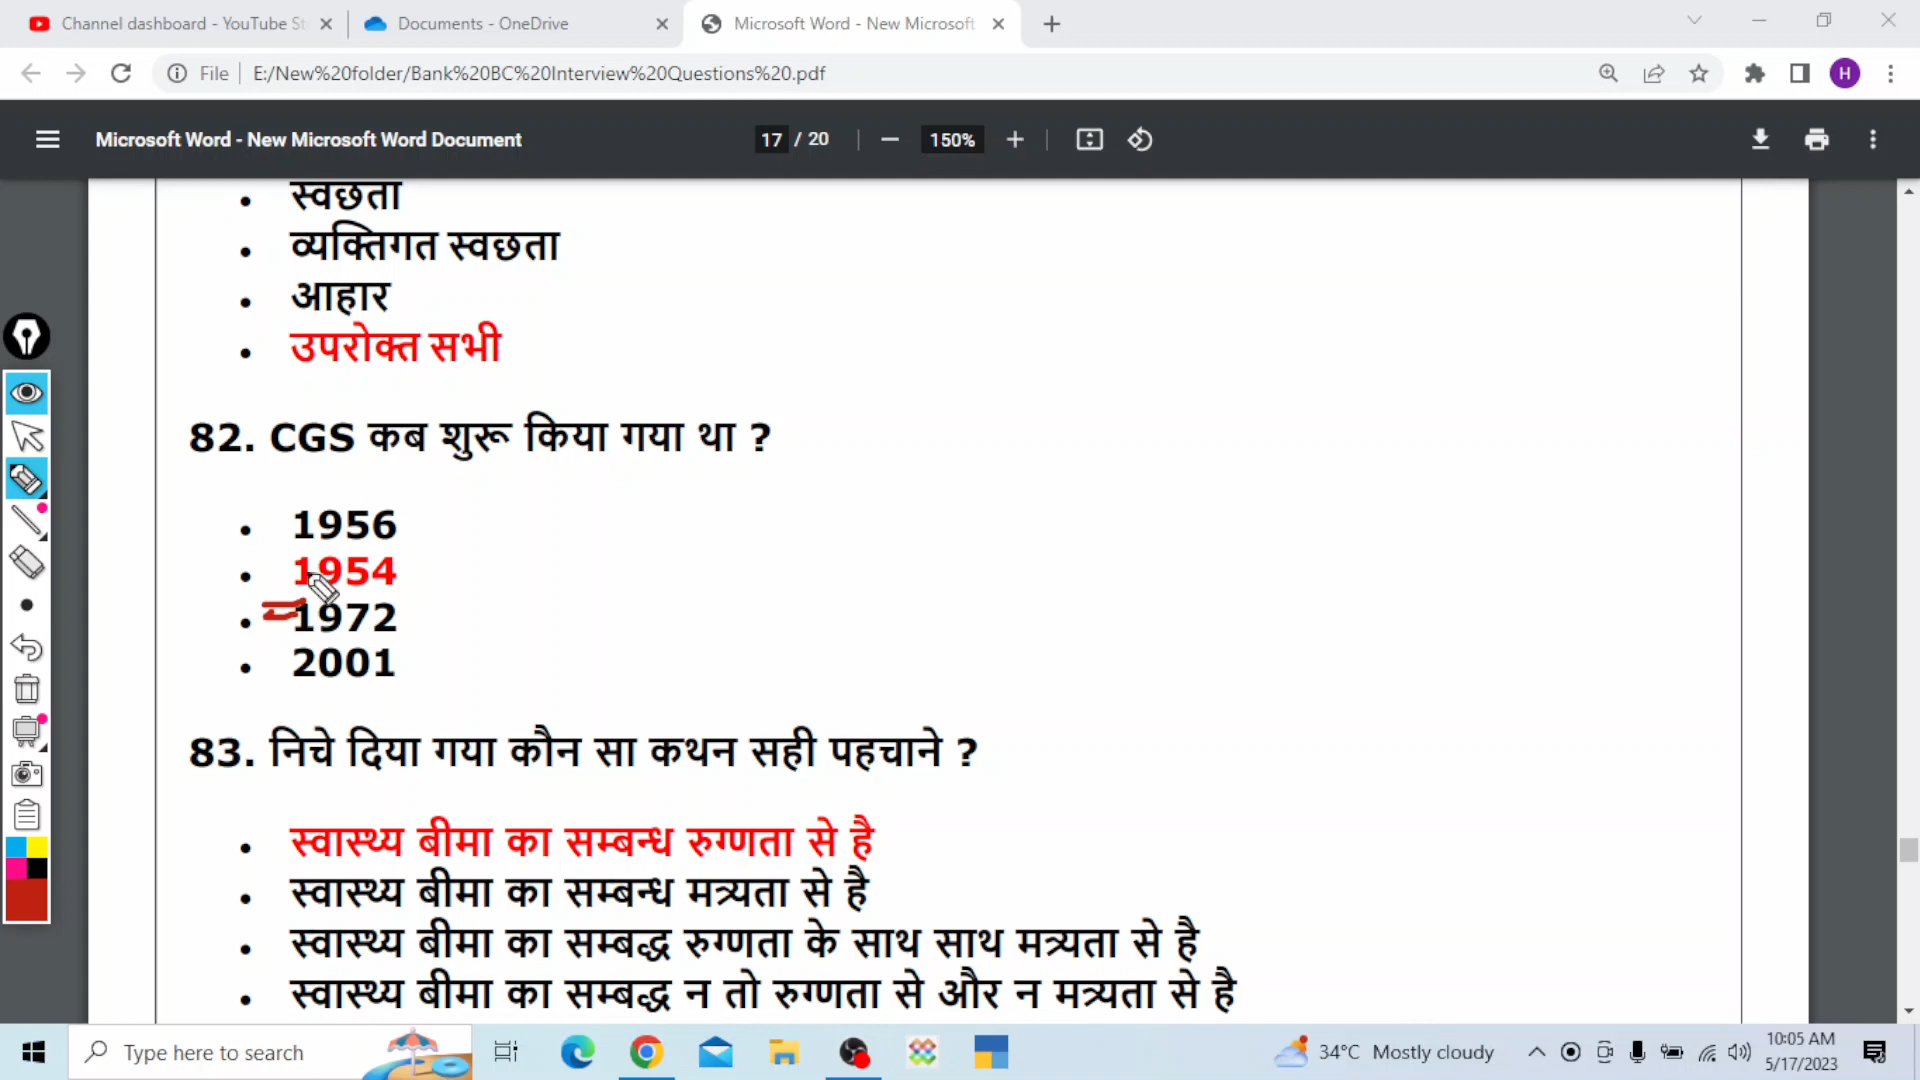 Channel dashboard - YouTube St
Documents - OneDrive
Microsoft Word - New Microsoft
File
E:/New%20folder/Bank%20BC%20Interview%20Questions%20.pdf
H
Microsoft Word - New Microsoft Word Document
17 / 20
150%
स्वछता
व्यक्तिगत स्वछता
आहार
उपरोक्त सभी
82. CGS कब शुरू किया गया था ?
1956
1954
1972
2001
83. निचे दिया गया कौन सा कथन सही पहचाने ?
स्वास्थ्य बीमा का सम्बन्ध रुग्णता से है
स्वास्थ्य बीमा का सम्बन्ध मत्र्यता से है
स्वास्थ्य बीमा का सम्बद्ध रुग्णता के साथ साथ मत्र्यता से है
स्वास्थ्य बीमा का सम्बद्ध न तो रुग्णता से और न मत्र्यता से है
Type here to search
34°C Mostly cloudy
10:05 AM
5/17/2023